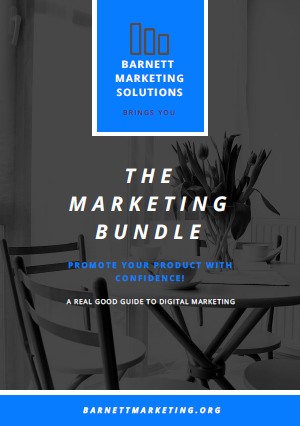 BARNETT
MARKETING
SOLUTIONS
BRINGS YOU
THE
MARKETING
BUNDLE
PROMOTE YOUR PRODUCT WITH
CONFIDENCE!
A REAL GOOD GUIDE TO DIGITAL MARKETING
BARNETTMARKETING.ORG